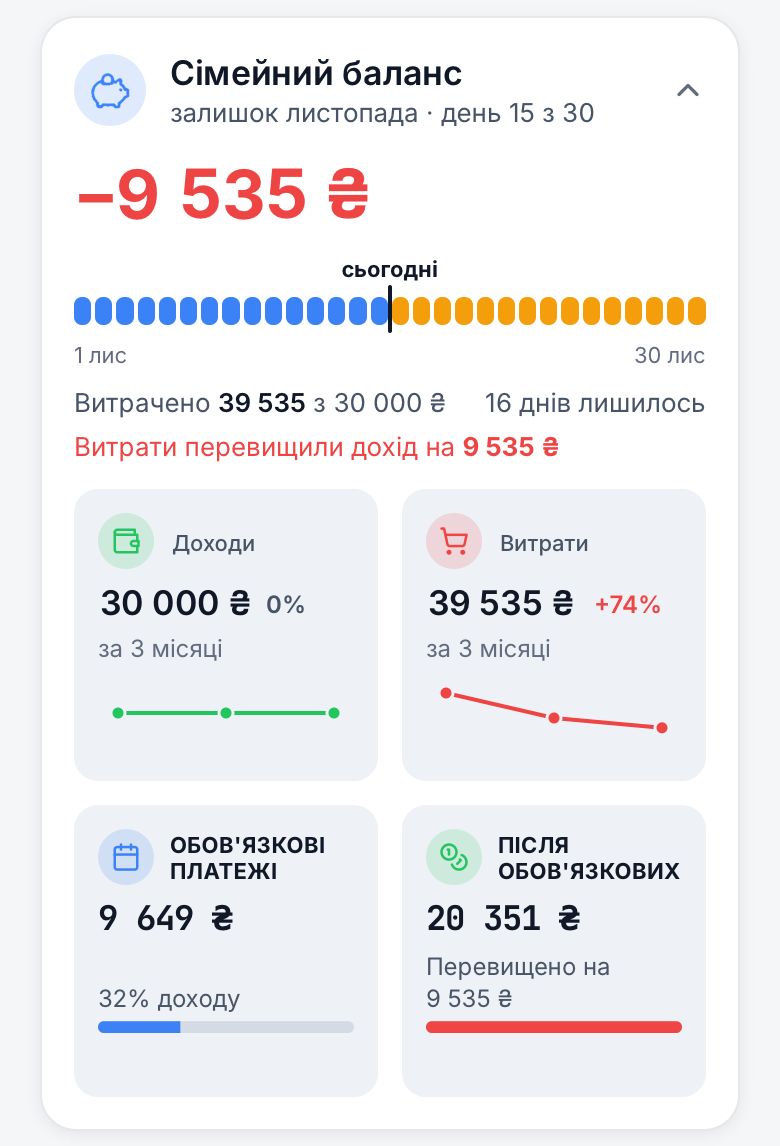 Сімейний баланс
залишок листопада · день 15 з 30
−9 535 ₴
сьогодні
1 лис
30 лис
Витрачено 39 535 з 30 000 ₴
16 днів лишилось
Витрати перевищили дохід на 9 535 ₴
Доходи
30 000 ₴ 0%
за 3 місяці
Витрати
39 535 ₴ +74%
за 3 місяці
ОБОВ'ЯЗКОВІ
ПЛАТЕЖІ
9 649 ₴
32% доходу
ПІСЛЯ
ОБОВ'ЯЗКОВИХ
20 351 ₴
Перевищено на
9 535 ₴